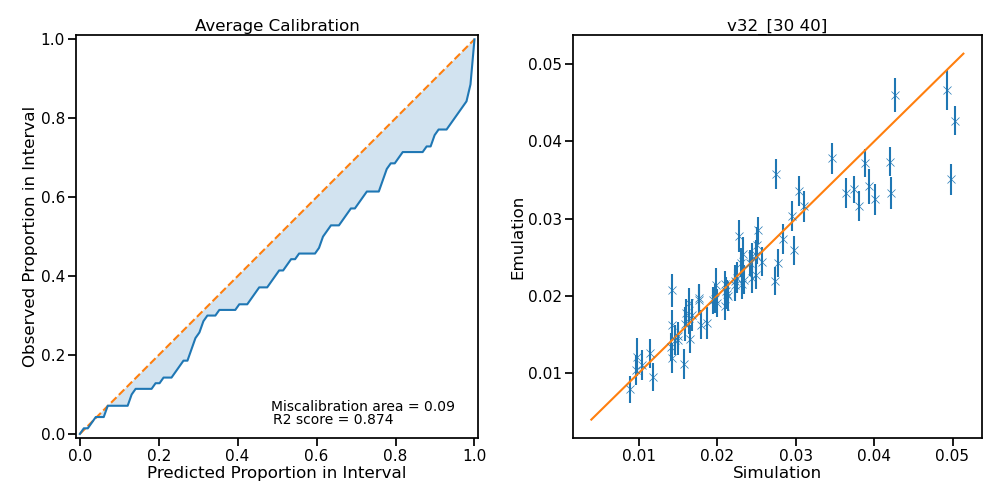 Average Calibration
1.0
0.8
0.6
0.4
0.2
0.0
Observed Proportion in Interval
Miscalibration area = 0.09
R2 score = 0.874
0.0 0.2 0.4 0.6 0.8 1.0
Predicted Proportion in Interval
v32 [30 40]
0.05
0.04
0.03
0.02
0.01
Emulation
0.01 0.02 0.03 0.04 0.05
Simulation